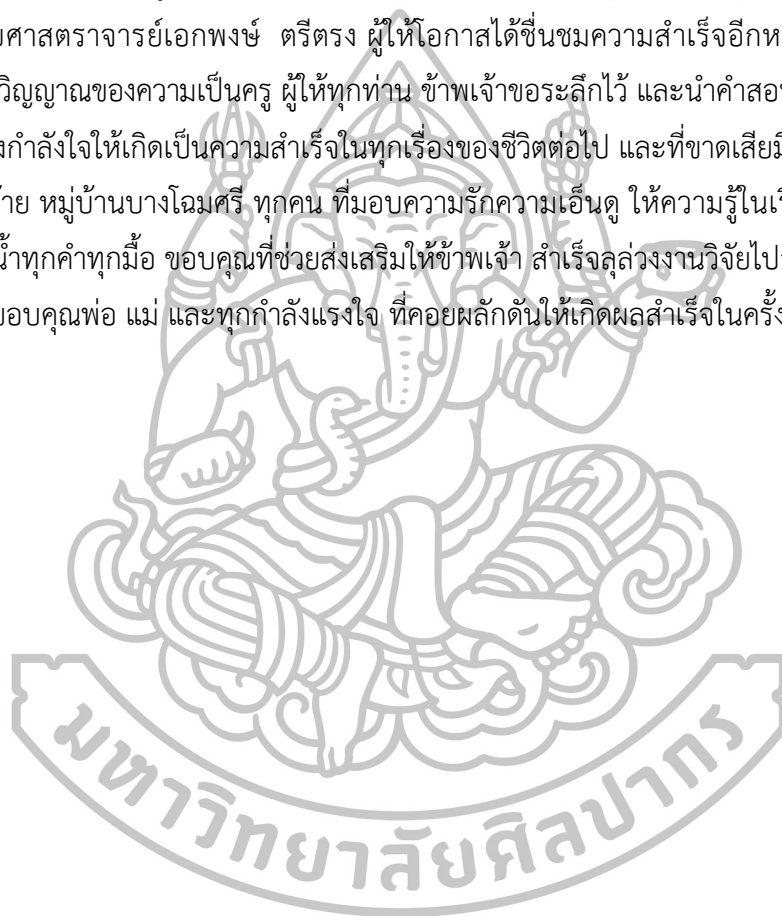 ยศาสตราจารย์เอกพงษ์ ตรีตรง ผู้ให้โอกาสได้ชื่นชมความสำเร็จอีกห
วิญญาณของความเป็นครู ผู้ให้ทุกท่าน ข้าพเจ้าขอระลึกไว้ และนำคำสอ
งกำลังใจให้เกิดเป็นความสำเร็จในทุกเรื่องของชีวิตต่อไป และที่ขาดเสียมิ
าย หมู่บ้านบางโฉมศรี ทุกคน ที่มอบความรักความเอ็นดู ให้ความรู้ในเ
น้ำทุกคำทุกมื้อ ขอบคุณที่ช่วยส่งเสริมให้ข้าพเจ้า สำเร็จลุล่วงงานวิจัยไป
ขอบคุณพ่อ แม่ และทุกกำลังแรงใจ ที่คอยผลักดันให้เกิดผลสำเร็จในครั้ง
มหาวิทยาลัยศิลปากร